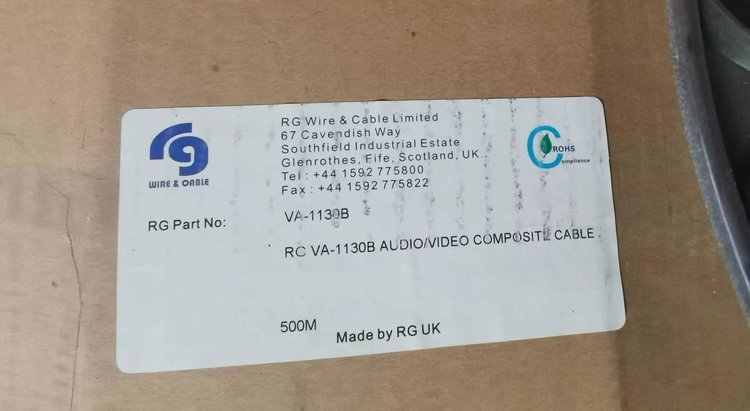 rg
WIRE & CABLE
RG Wire & Cable Limited
67 Cavendish Way
Southfield Industrial Estate
Glenrothes, Fife, Scotland, UK
Tel : +44 1592 775800
Fax : +44 1592 775822
ROHS
Compliance
RG Part No: VA-1130B
RG VA-1130B AUDIO/VIDEO COMPOSITE CABLE
500M
Made by RG UK